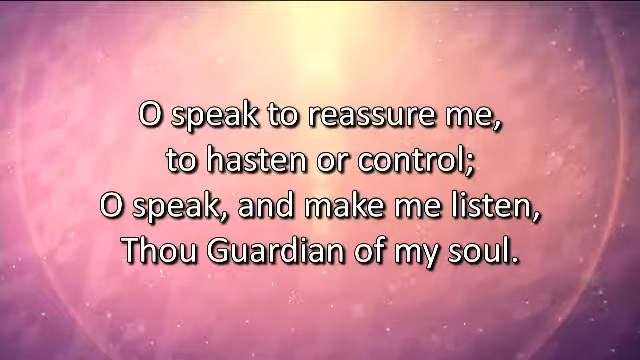 O speak to reassure me,
to hasten or control;
O speak, and make me listen,
Thou Guardian of my soul.